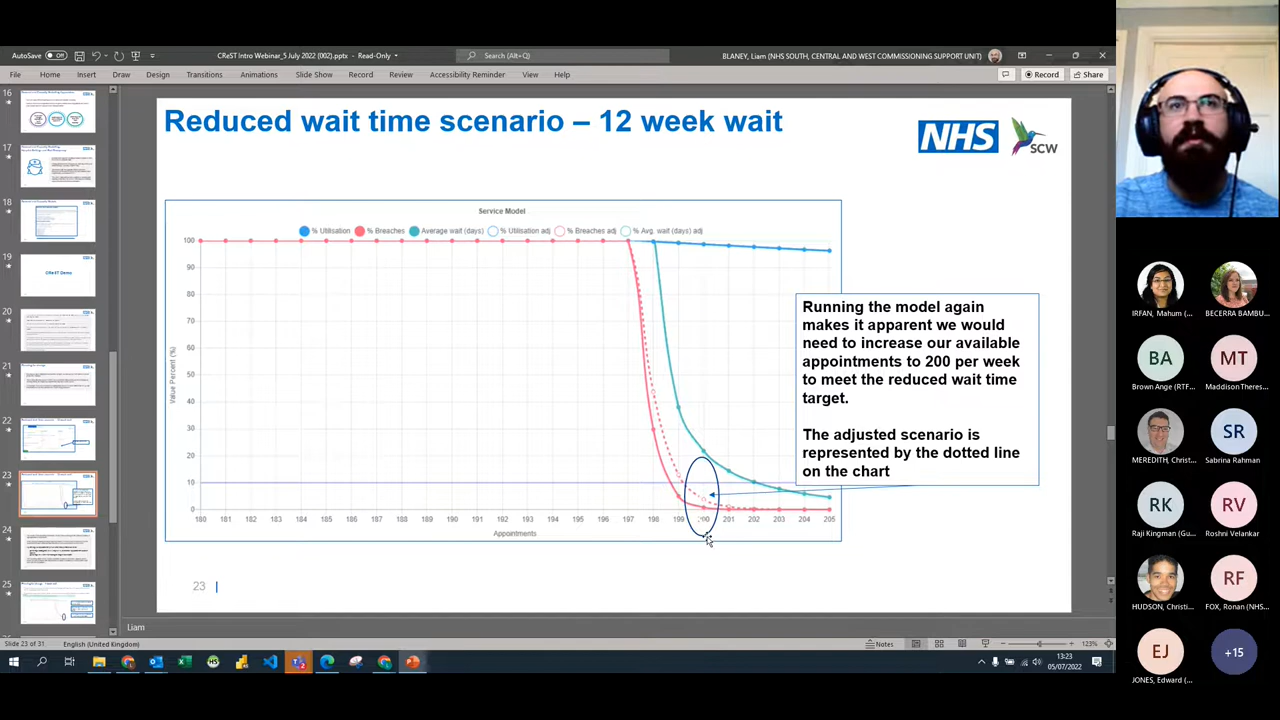 AutoSave Off
CReST Intro Webinar_5 July 2022 (002).pptx - Read-Only
Search (Alt+Q)
BLANEY, Liam (NHS SOUTH, CENTRAL AND WEST COMMISSIONING SUPPORT UNIT)
File Home Insert Draw Design Transitions Animations Slide Show Record Review Accessibility Reminder View Help
Record
Share
16
17
18
19
CReST Demo
20
21
22
23
24
25
Reduced wait time scenario – 12 week wait
NHS
SCW
Service Model
% Utilisation % Breaches Average wait (days) % Utilisation adj % Breaches adj % Avg. wait (days) adj
Value Percent (%)
100
90
80
70
60
50
40
30
20
10
0
180 181 182 183 184 185 186 187 188 189 190 191 192 193 194 195 196 197 198 199 200 201 202 203 204 205
Appointments
Running the model again
makes it apparent we would
need to increase our available
appointments to 200 per week
to meet the reduced wait time
target.
The adjusted scenario is
represented by the dotted line
on the chart
23 |
Liam
Slide 23 of 31
English (United Kingdom)
Notes
123%
13:23
05/07/2022
IRFAN, Mahum (...
BECERRA BAMBU...
BA
Brown Ange (RTF...
MT
Maddison Theres...
MEREDITH, Christ...
SR
Sabrina Rahman
RK
Raji Kingman (Gu...
RV
Roshni Velankar
HUDSON, Christi...
RF
FOX, Ronan (NHS...
EJ
JONES, Edward (...
+15